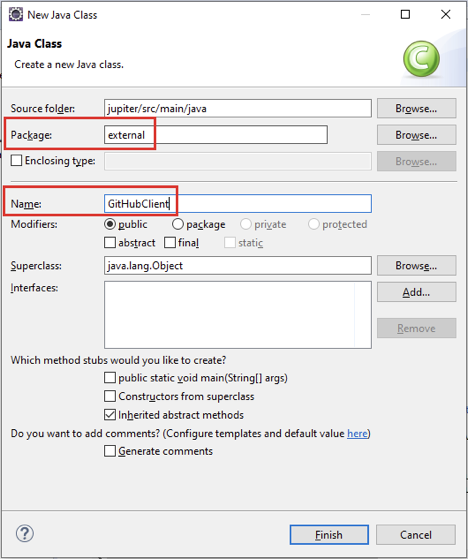 New Java Class
Java Class
Create a new Java class.
C
Source folder: jupiter/src/main/java Browse...
Package: external Browse...
Enclosing type: Browse...
Name: GitHubClient
Modifiers: public package private protected
abstract final static
Superclass: java.lang.Object Browse...
Interfaces: Add...
Remove
Which method stubs would you like to create?
public static void main(String[] args)
Constructors from superclass
Inherited abstract methods
Do you want to add comments? (Configure templates and default value here)
Generate comments
? Finish Cancel